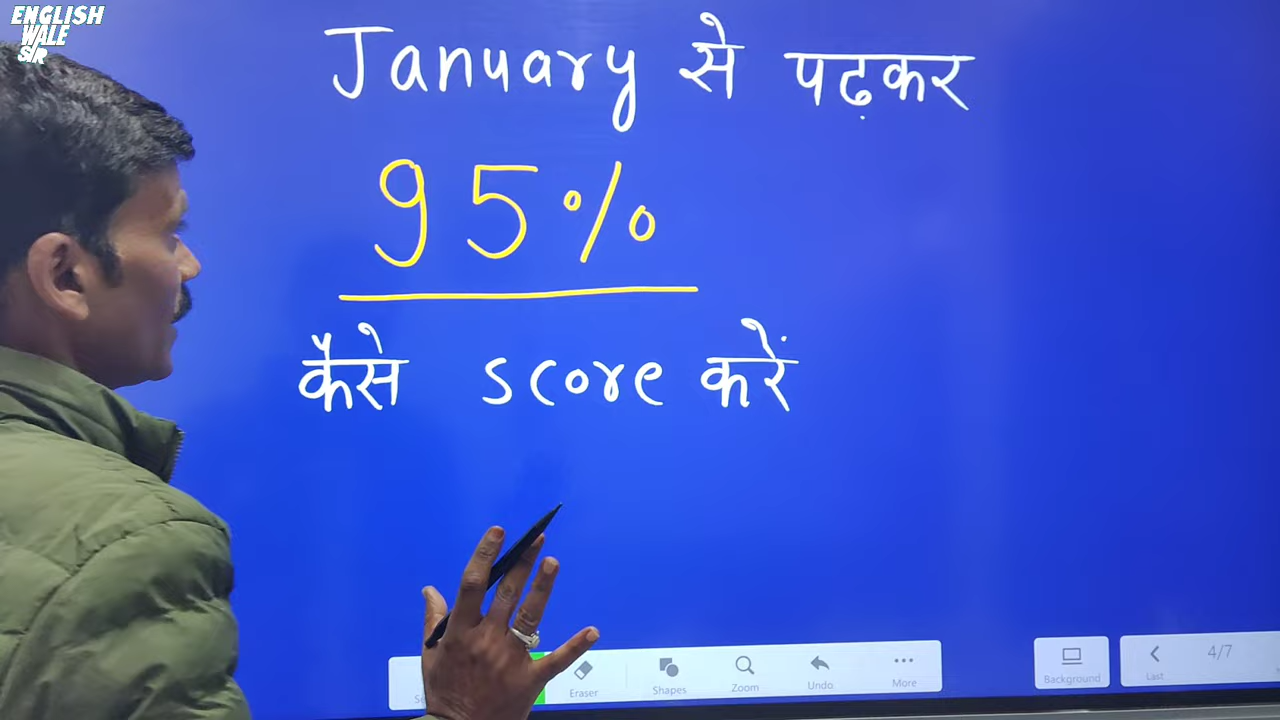 ENGLISH
WALE
SIR
January से पढ़कर
95%
कैसे score करें
Eraser
Shapes
Zoom
Undo
More
Background
Last
4/7